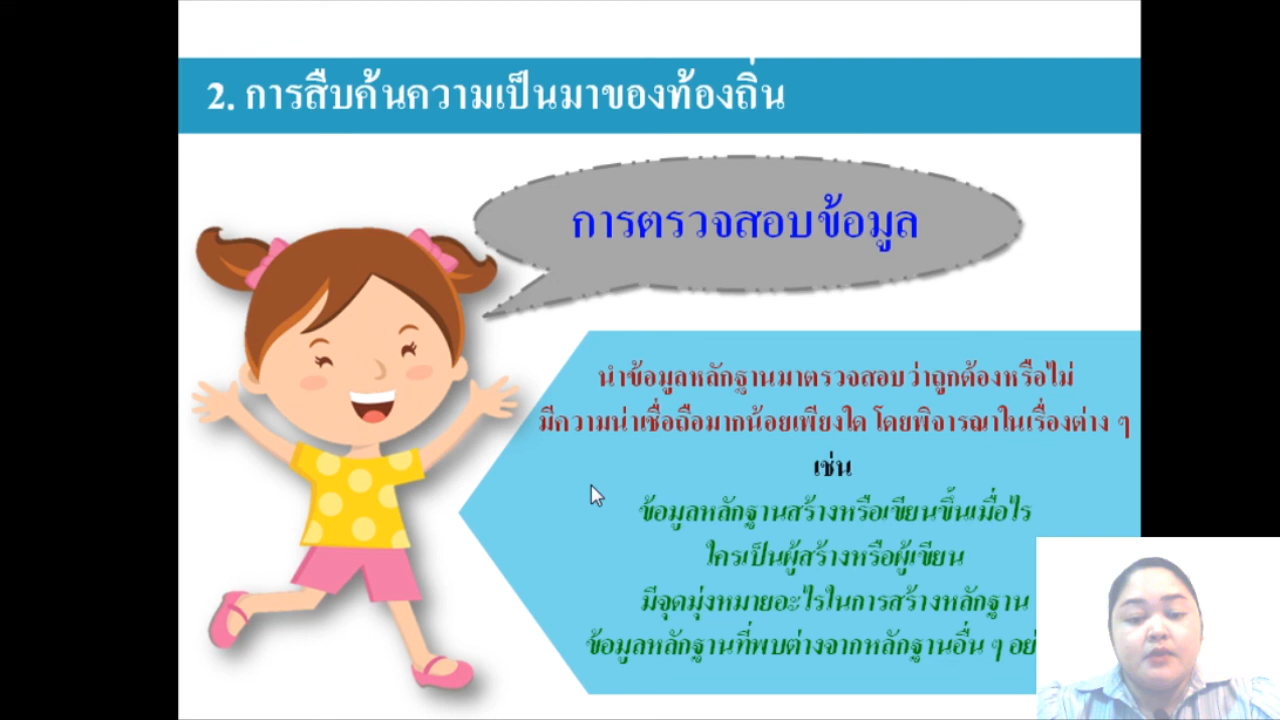 2. การสืบค้นความเป็นมาของท้องถิ่น
การตรวจสอบข้อมูล
นำข้อมูลหลักฐานมาตรวจสอบว่าถูกต้องหรือไม่
มีความน่าเชื่อถือมากน้อยเพียงใด โดยพิจารณาในเรื่องต่าง ๆ
เช่น
ข้อมูลหลักฐานสร้างหรือเขียนขึ้นเมื่อไร
ใครเป็นผู้สร้างหรือผู้เขียน
มีจุดมุ่งหมายอะไรในการสร้างหลักฐาน
ข้อมูลหลักฐานที่พบต่างจากหลักฐานอื่น ๆ